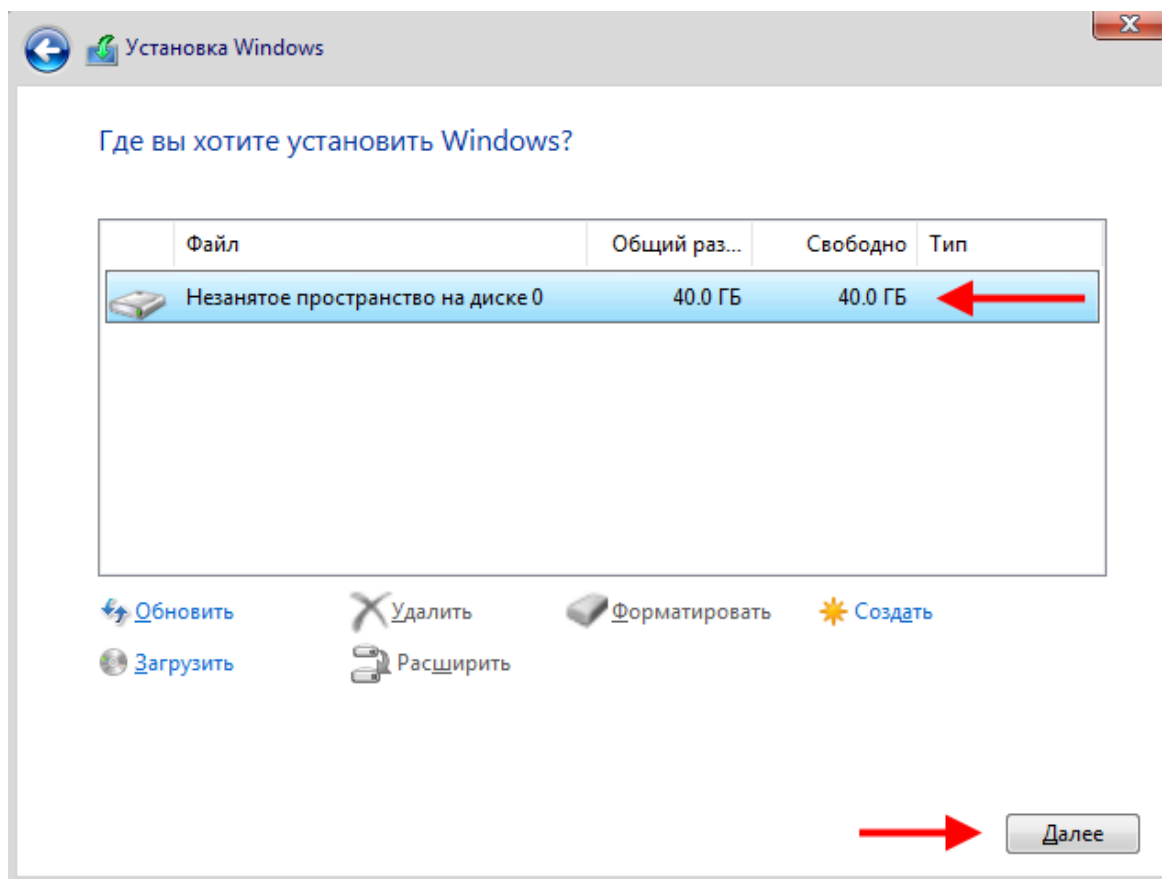 Установка Windows
Где вы хотите установить Windows?
Файл Общий раз... Свободно Тип
Незанятое пространство на диске 0 40.0 ГБ 40.0 ГБ
Обновить Удалить Форматировать Создать
Загрузить Расширить
Далее